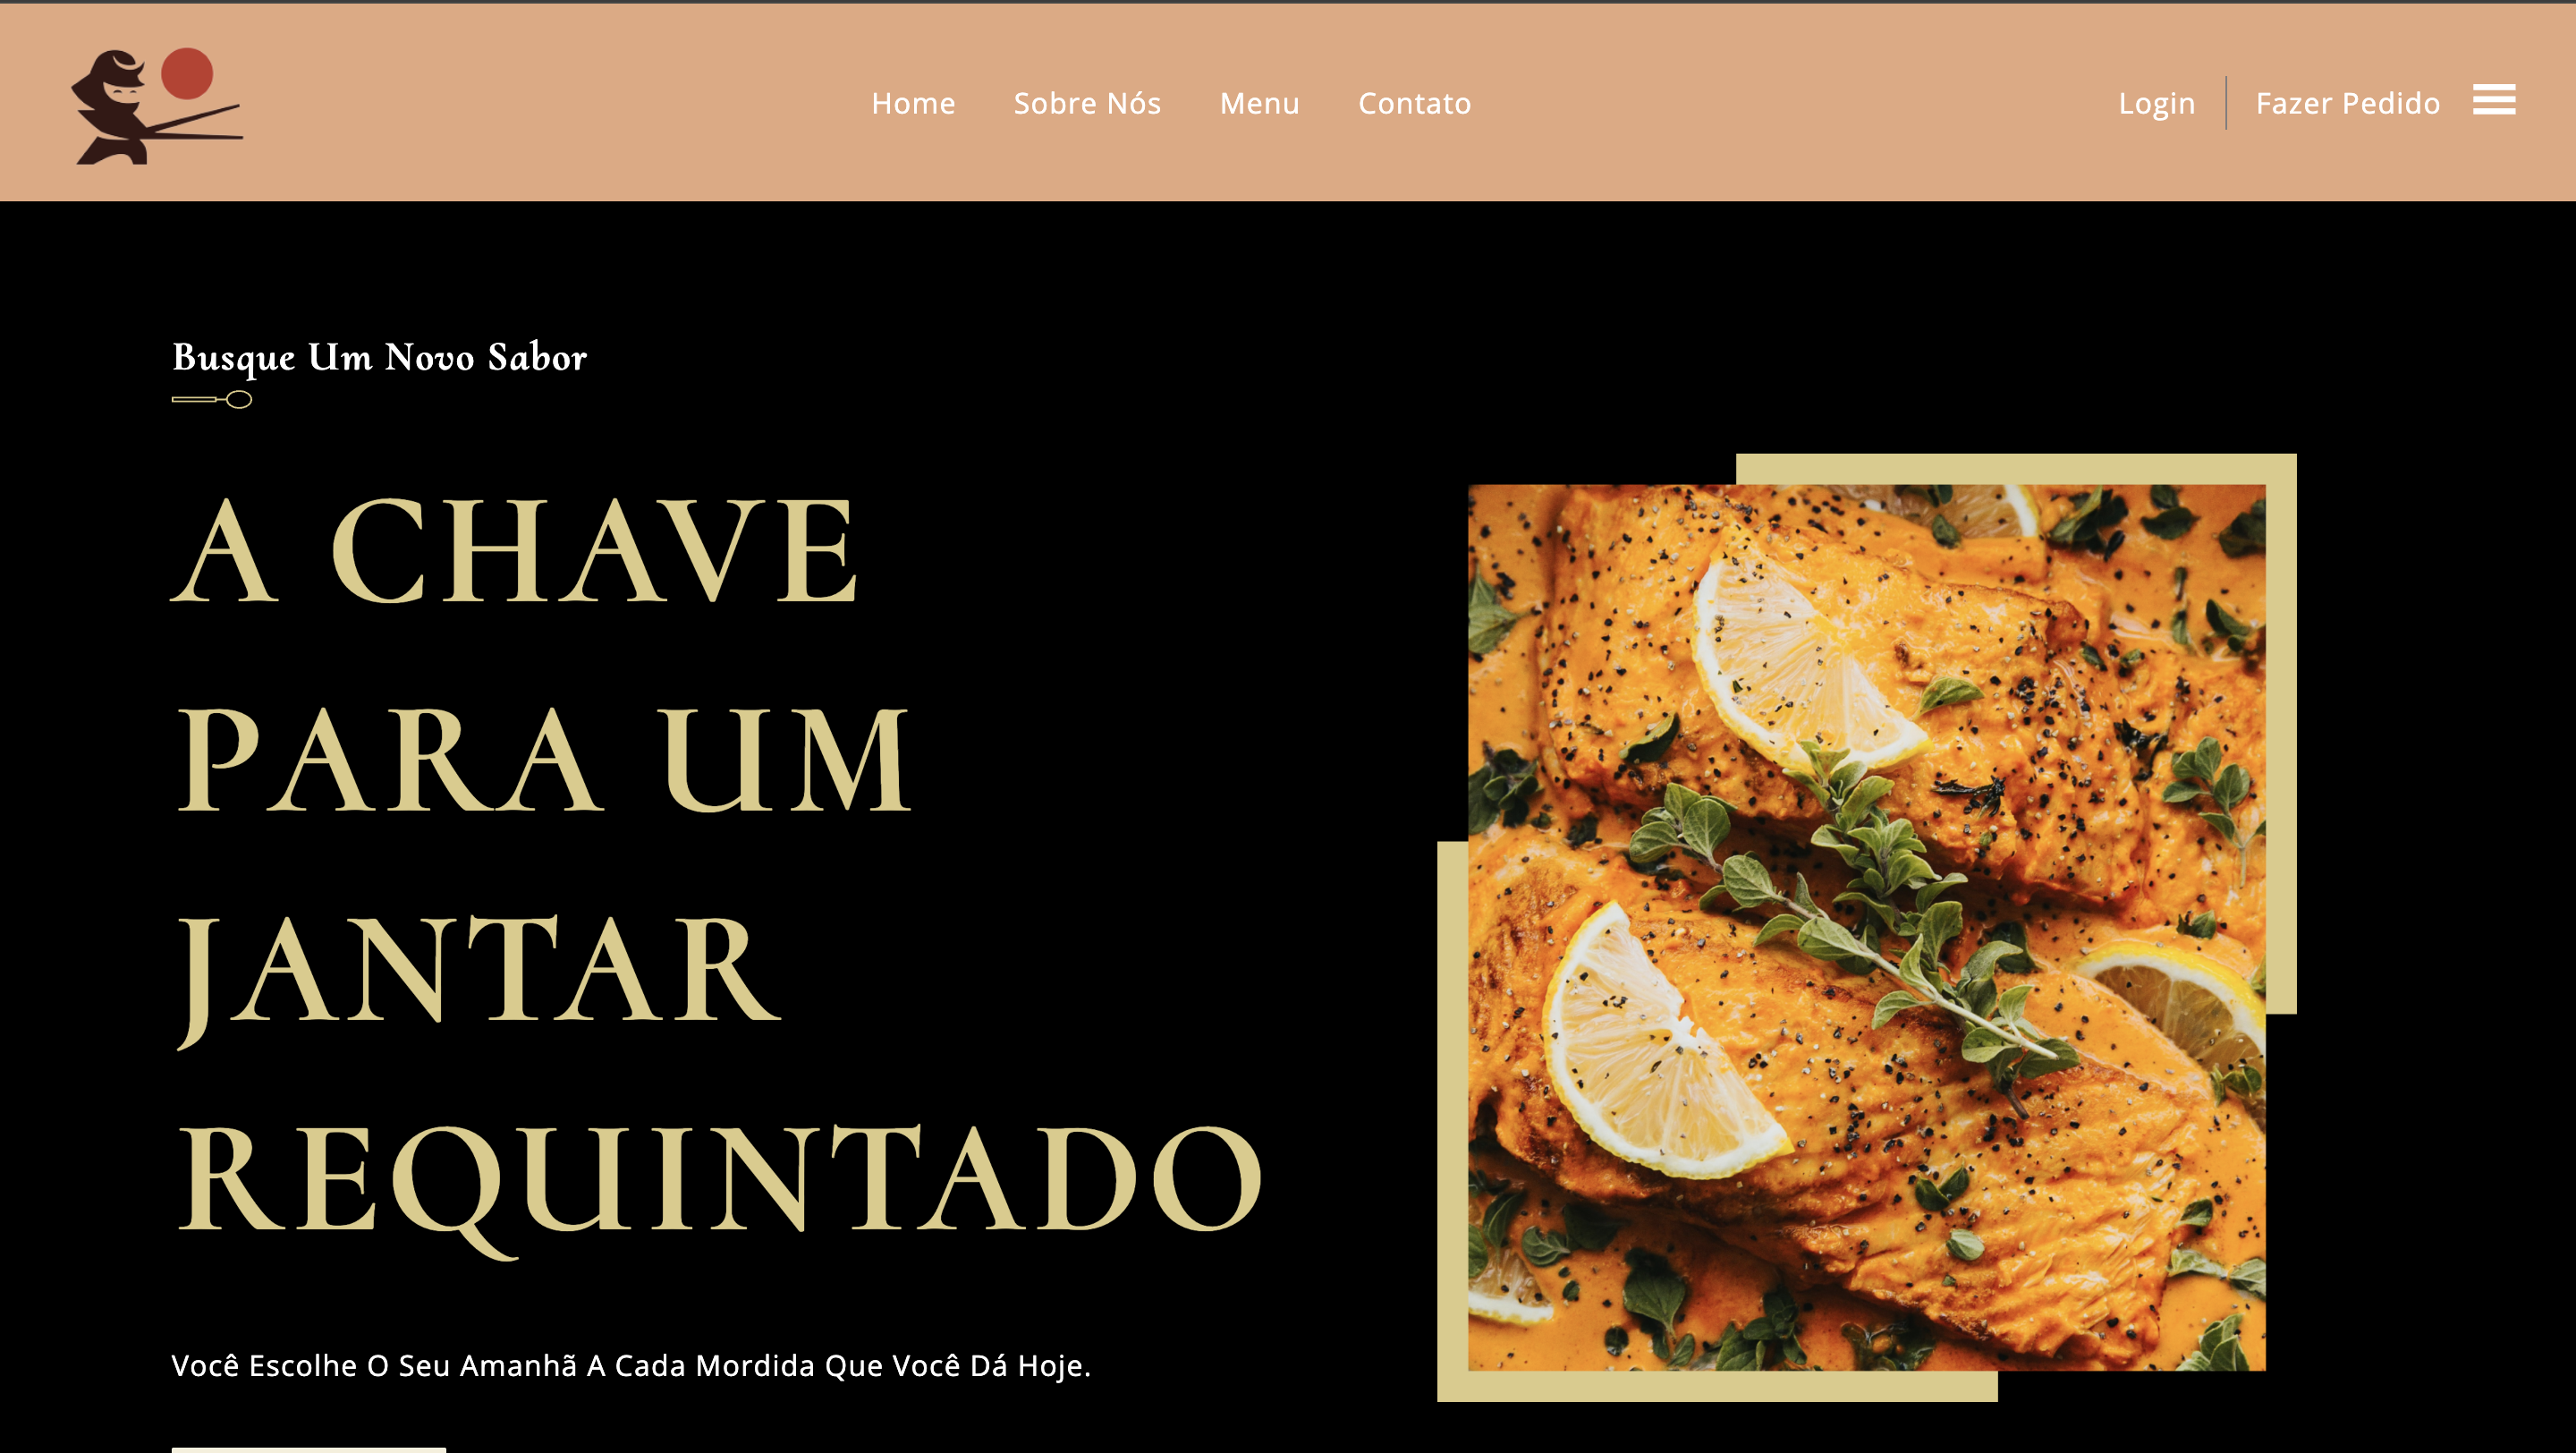 Home
Sobre Nós
Menu
Contato
Login
Fazer Pedido
Busque Um Novo Sabor
A CHAVE
PARA UM
JANTAR
REQUINTADO
Você Escolhe O Seu Amanhã A Cada Mordida Que Você Dá Hoje.